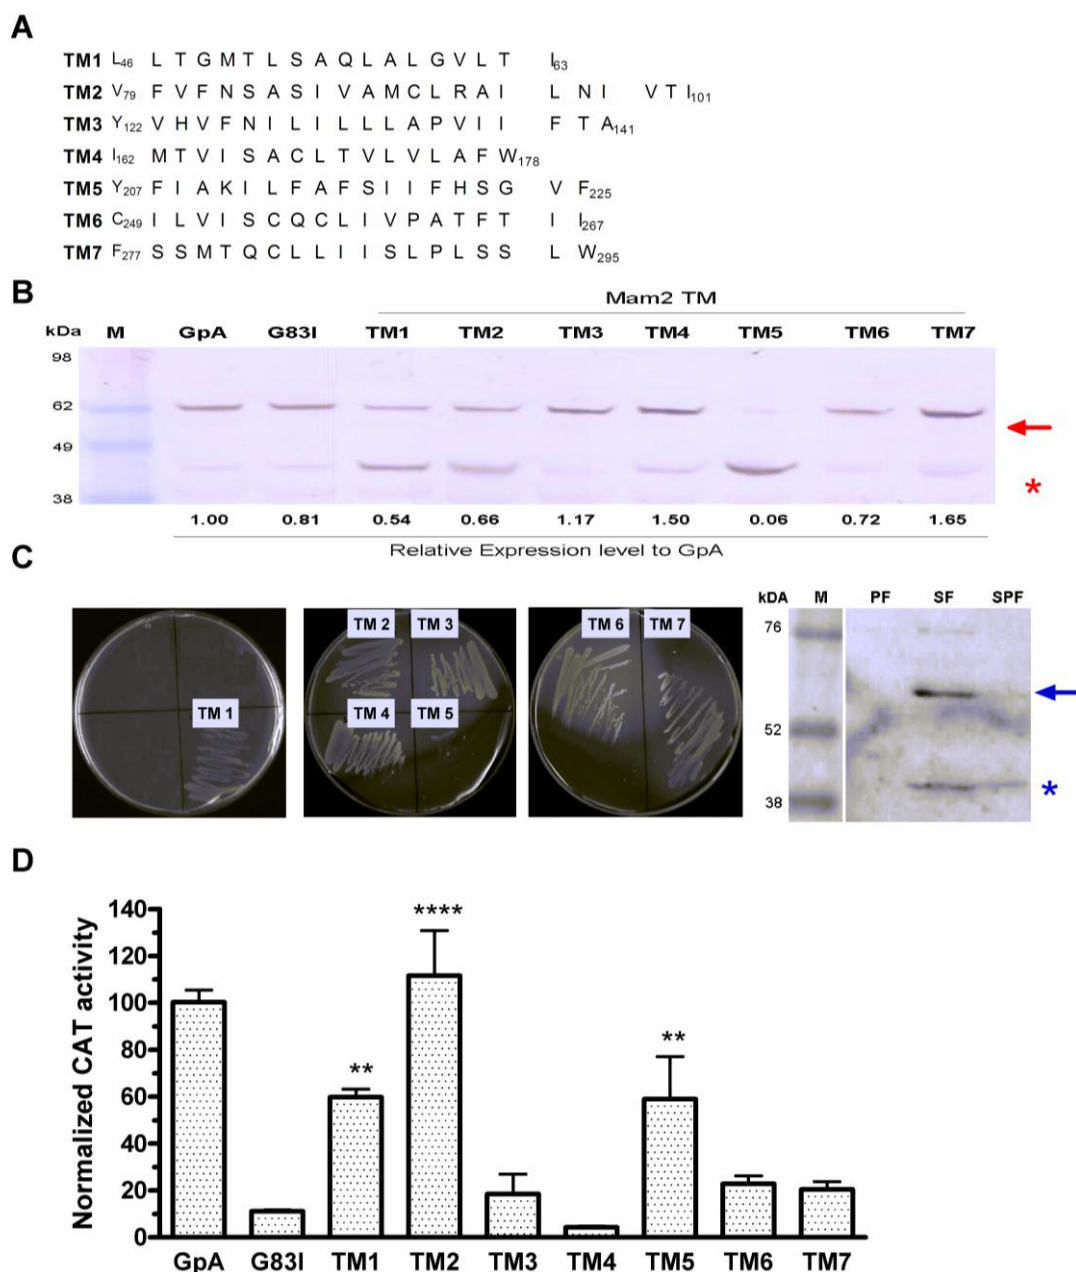 A
TM1 L46 L T G M T L S A Q L A L G V L T I63
TM2 V79 F V F N S A S I V A M C L R A I L N I V T I101
TM3 Y122 V H V F N I L I L L L A P V I I F T A141
TM4 I162 M T V I S A C L T V L V L A F W178
TM5 Y207 F I A K I L F A F S I I F H S G V F225
TM6 C249 I L V I S C Q C L I V P A T F T I I267
TM7 F277 S S M T Q C L L I I S L P L S S L W295
B
Mam2 TM
kDa M GpA G83I TM1 TM2 TM3 TM4 TM5 TM6 TM7
98
62
49
38
*
1.00 0.81 0.54 0.66 1.17 1.50 0.06 0.72 1.65
Relative Expression level to GpA
C
kDA M PF SF SPF
TM 1
TM 2 TM 3
TM 4 TM 5
TM 6 TM 7
76
52
38
*
D
Normalized CAT activity
140
120
100
80
60
40
20
0
**
****
**
GpA G83I TM1 TM2 TM3 TM4 TM5 TM6 TM7